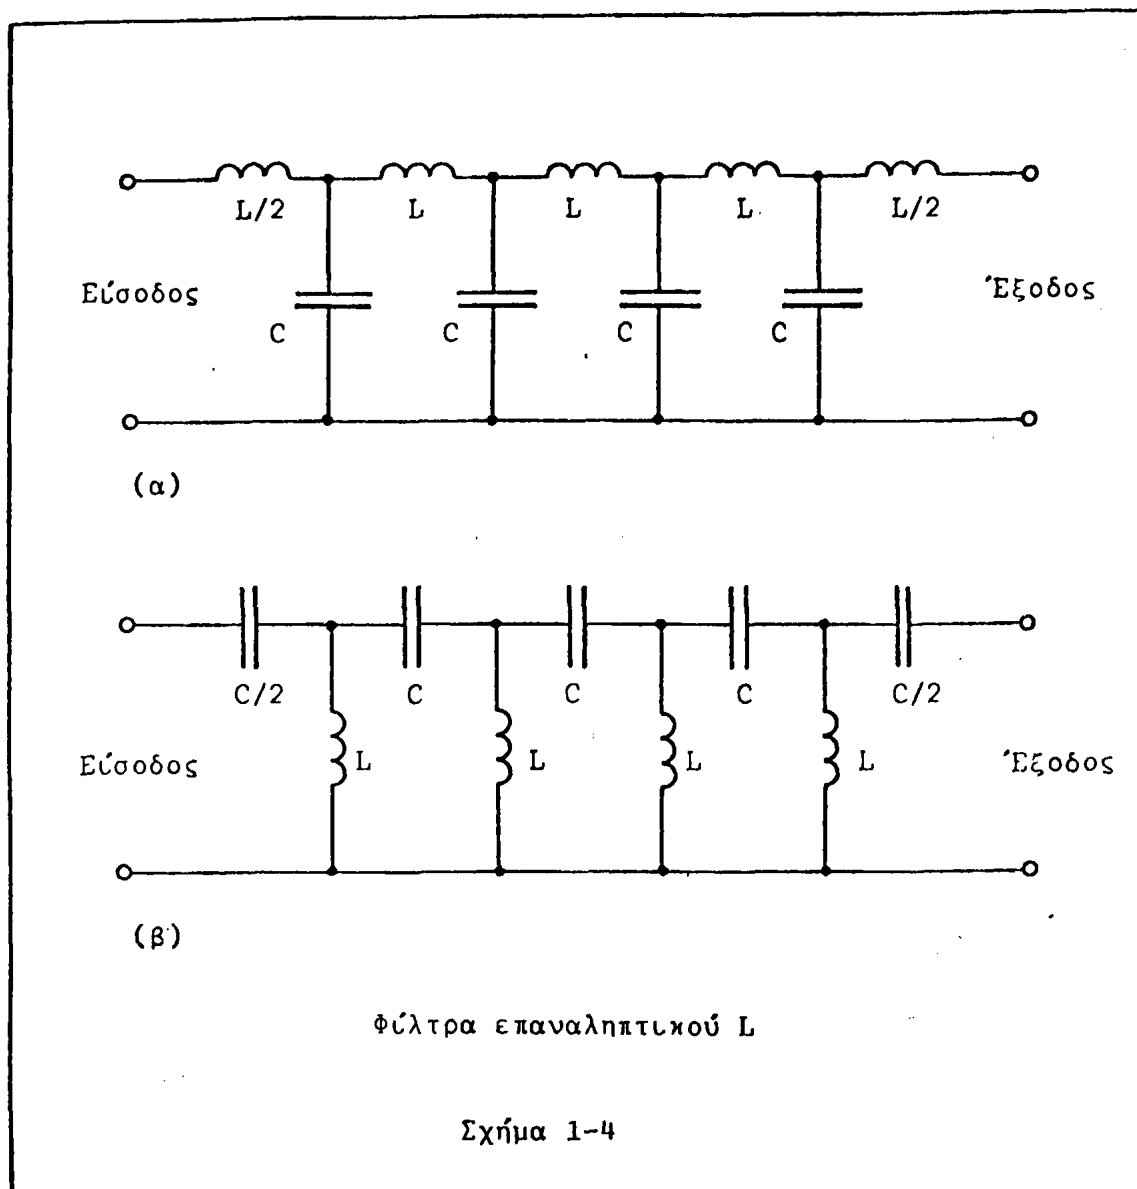 L/2 L L L L/2
Είσοδος Έξοδος
C C C C
(α)
C/2 C C C C/2
Είσοδος L L L L Έξοδος
(β)
Φίλτρα επαναληπτικού L
Σχήμα 1-4